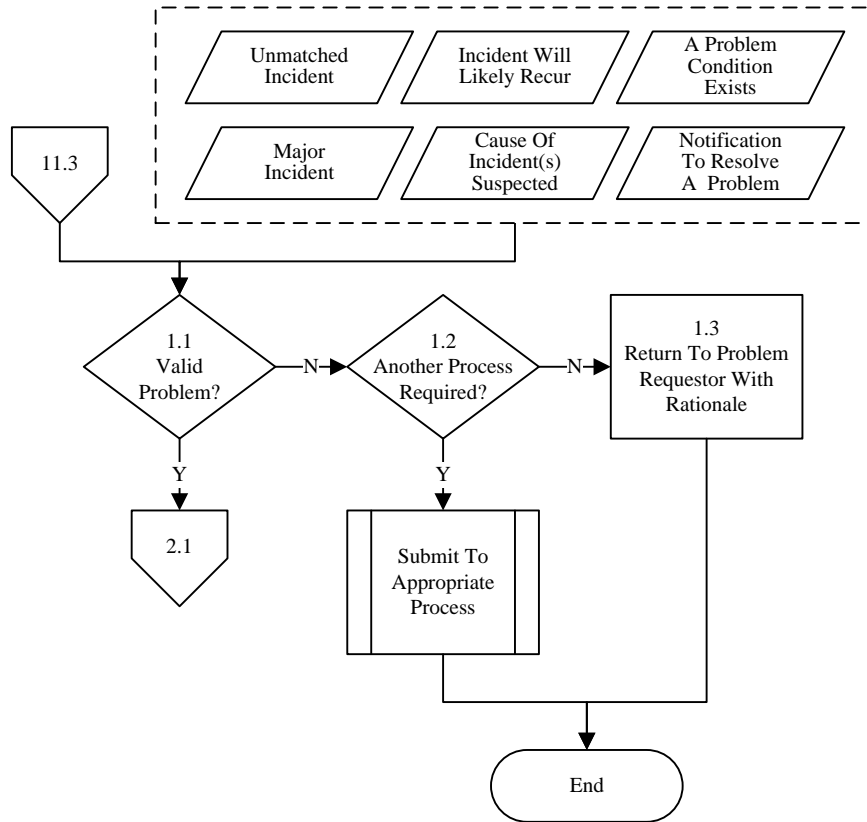 Unmatched
Incident
Incident Will
Likely Recur
A Problem
Condition
Exists
11.3
Major
Incident
Cause Of
Incident(s)
Suspected
Notification
To Resolve
A Problem
1.1
Valid
Problem?
N
1.2
Another Process
Required?
N
1.3
Return To Problem
Requestor With
Rationale
Y
Y
2.1
Submit To
Appropriate
Process
End